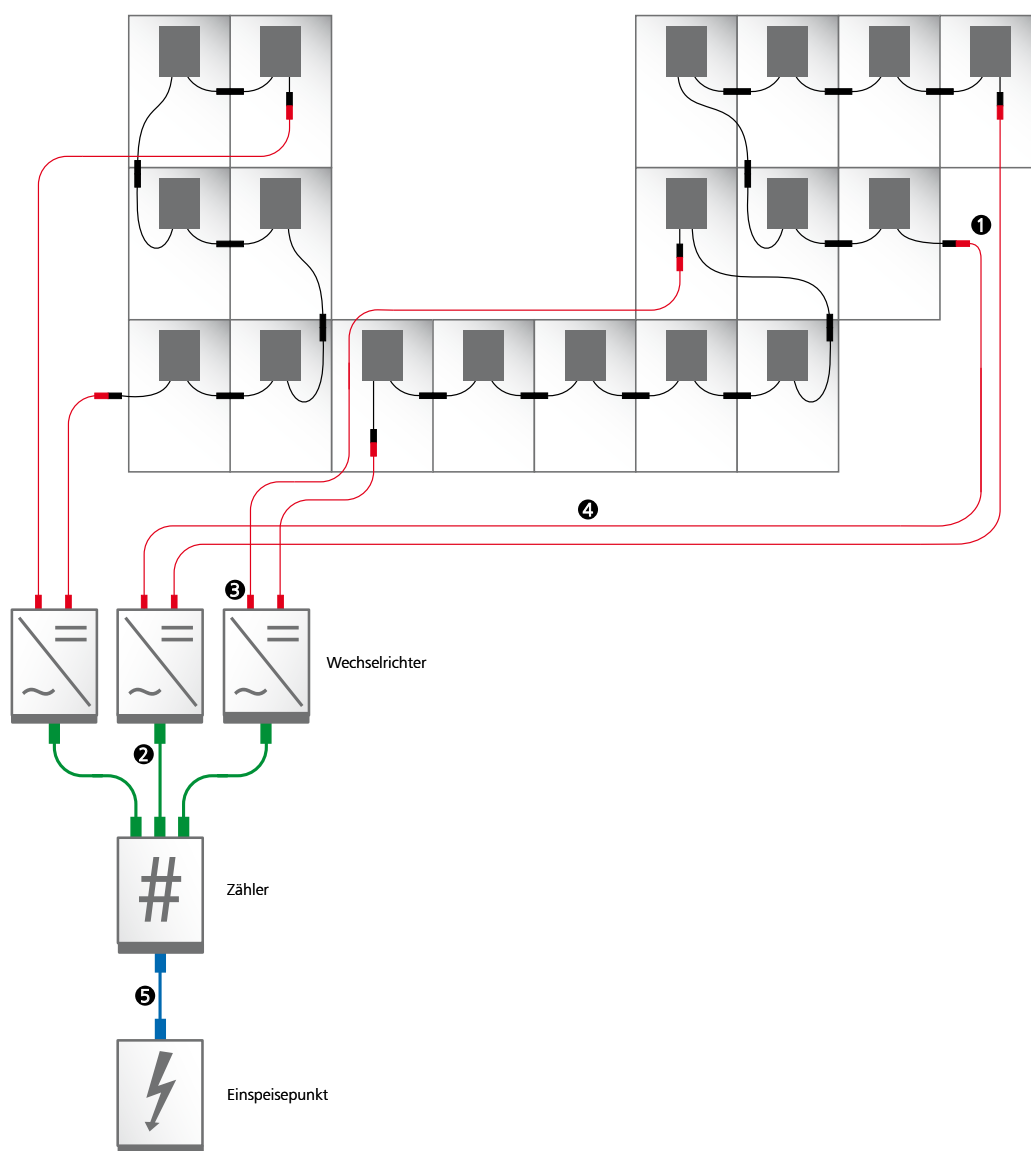 ❶
❹
❸
Wechselrichter
❷
#
Zähler
❺
Einspeisepunkt